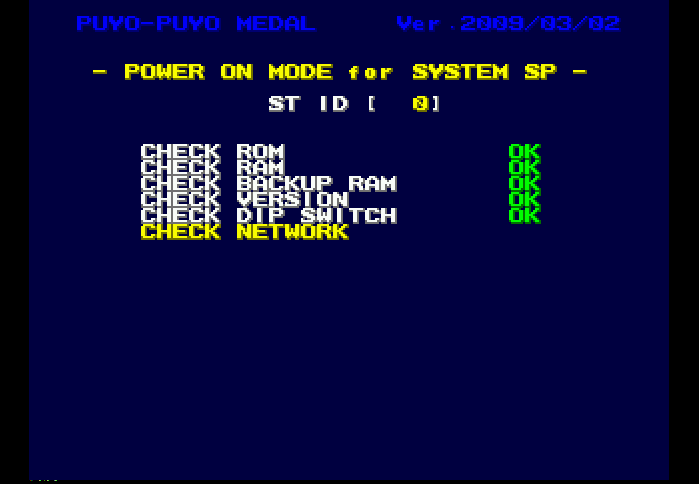 PUYO-PUYO MEDAL Ver.2009/03/02
- POWER ON MODE for SYSTEM SP -
ST ID [ 0]
CHECK ROM OK
CHECK RAM OK
CHECK BACKUP RAM OK
CHECK VERSION OK
CHECK DIP SWITCH OK
CHECK NETWORK